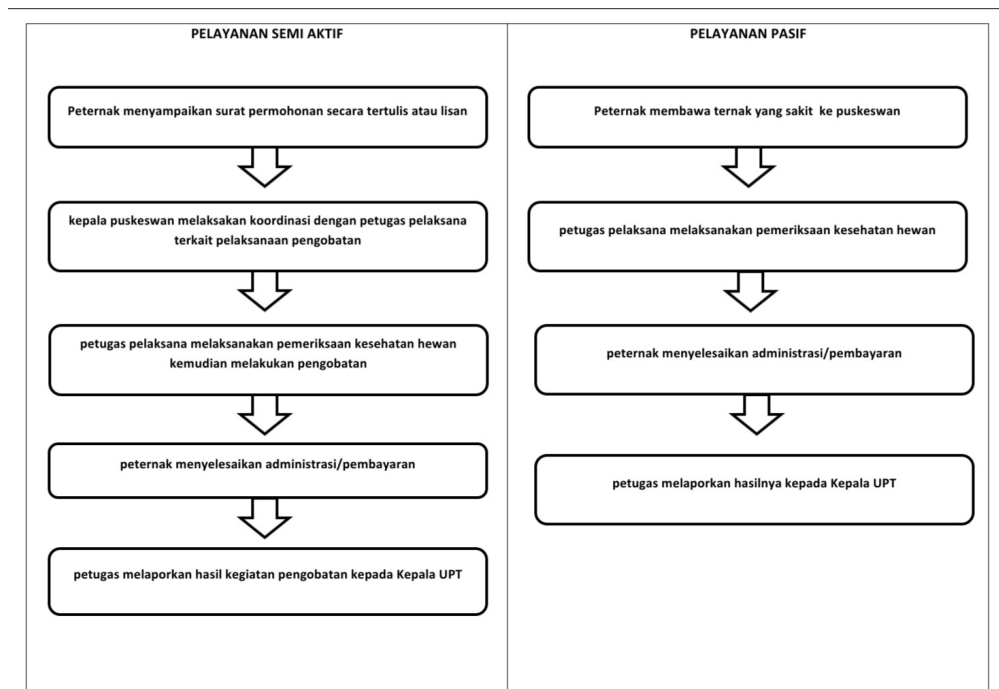 PELAYANAN SEMI AKTIF
Peternak menyampaikan surat permohonan secara tertulis atau lisan
kepala puskeswan melaksakan koordinasi dengan petugas pelaksana
terkait pelaksanaan pengobatan
petugas pelaksana melaksanakan pemeriksaan kesehatan hewan
kemudian melakukan pengobatan
peternak menyelesaikan administrasi/pembayaran
petugas melaporkan hasil kegiatan pengobatan kepada Kepala UPT
PELAYANAN PASIF
Peternak membawa ternak yang sakit ke puskeswan
petugas pelaksana melaksanakan pemeriksaan kesehatan hewan
peternak menyelesaikan administrasi/pembayaran
petugas melaporkan hasilnya kepada Kepala UPT